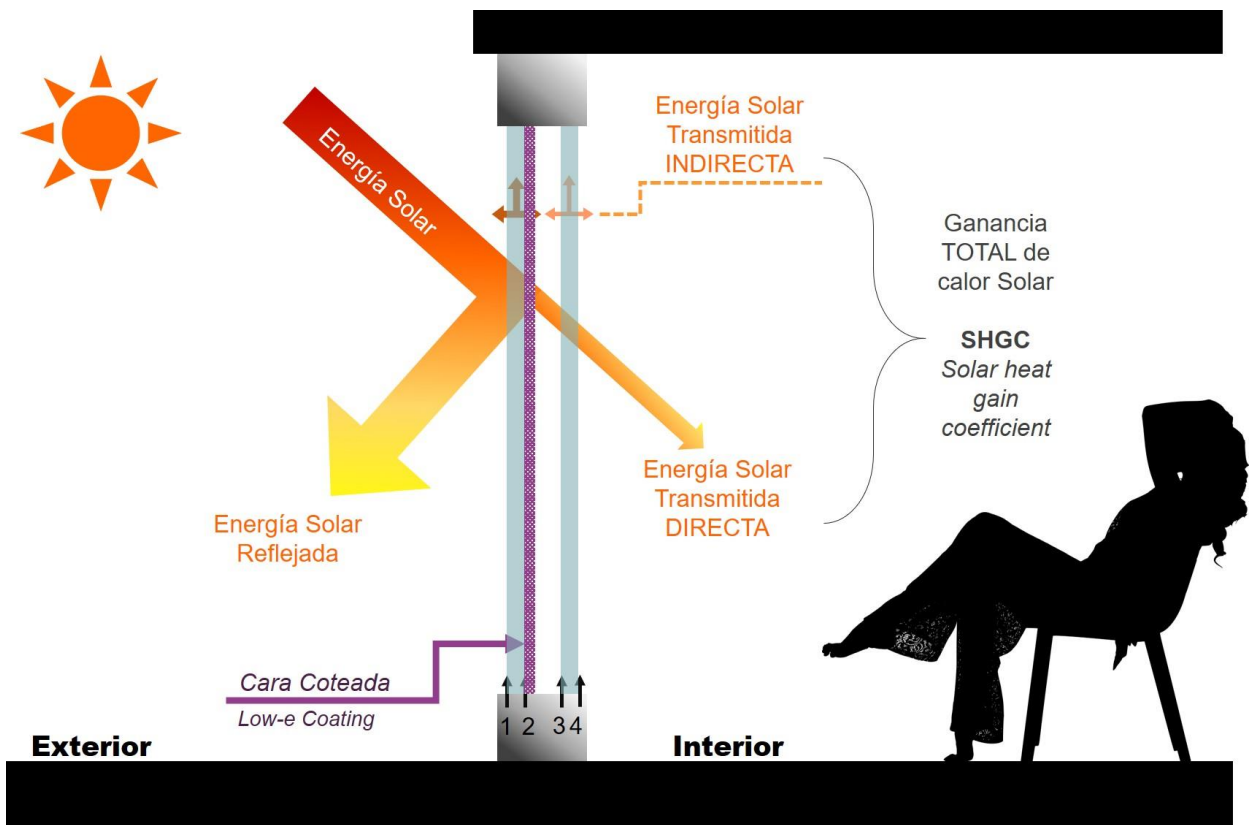 Energía Solar
Energía Solar
Transmitida
INDIRECTA
Ganancia
TOTAL de
calor Solar
SHGC
Solar heat
gain
coefficient
Energía Solar
Transmitida
DIRECTA
Energía Solar
Reflejada
Cara Coteada
Low-e Coating
1 2 3 4
Exterior
Interior